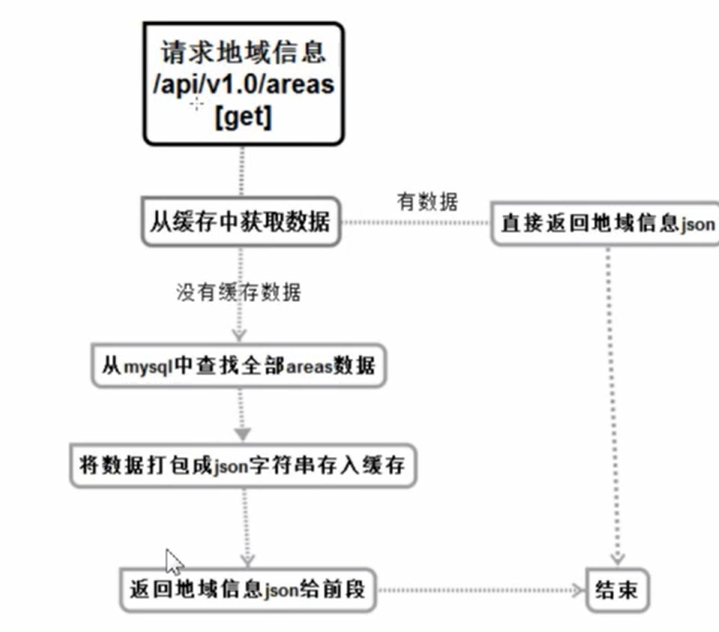 请求地域信息
/api/v1.0/areas
[get]
从缓存中获取数据
有数据
直接返回地域信息json
没有缓存数据
从mysql中查找全部areas数据
将数据打包成json字符串存入缓存
返回地域信息json给前段
结束